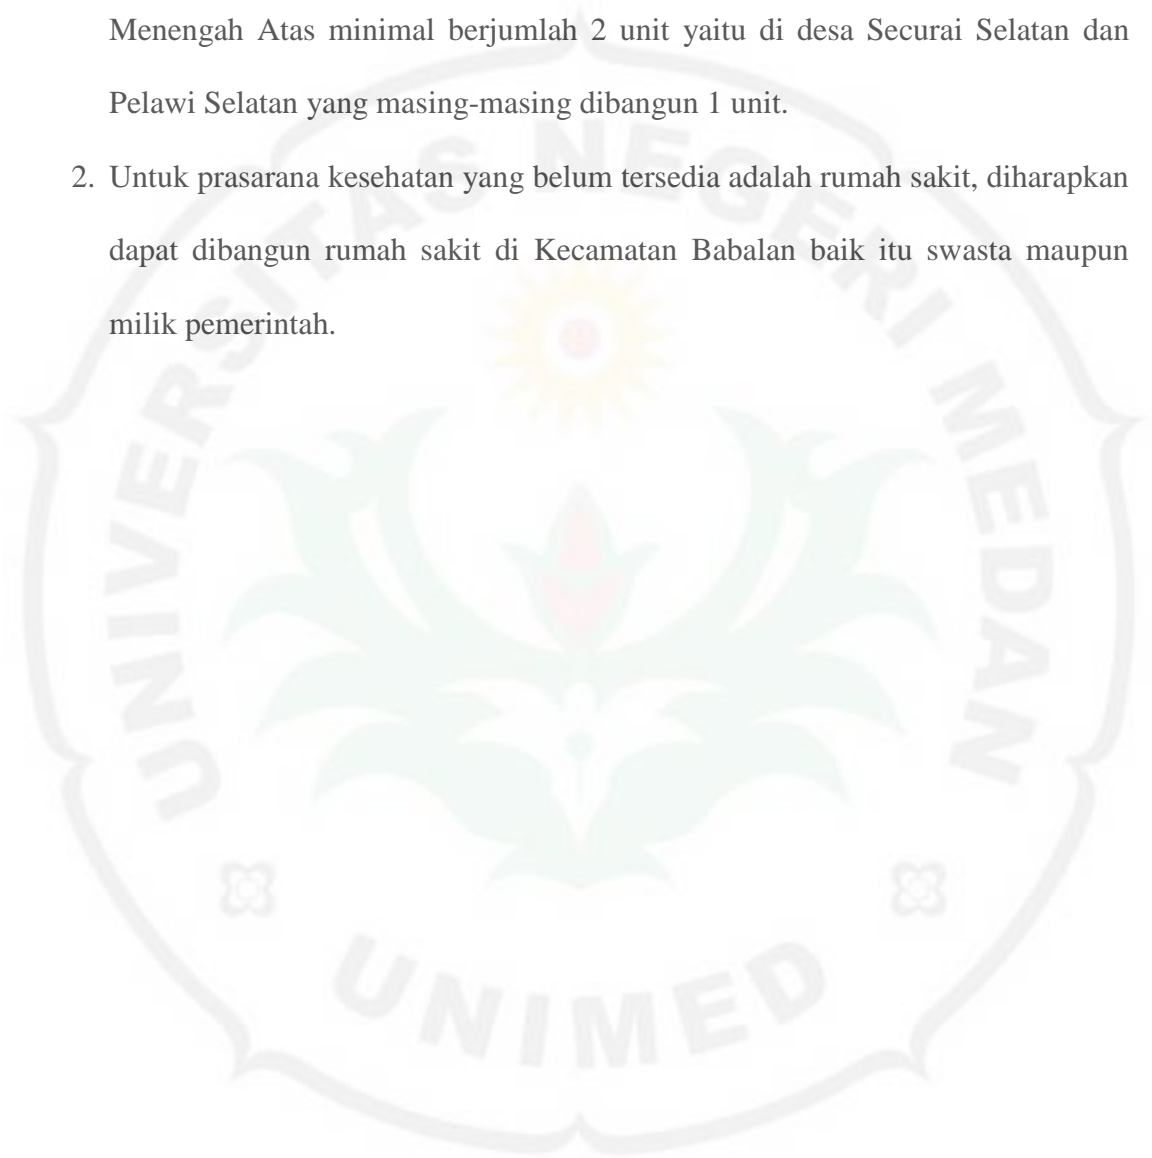 Menengah Atas minimal berjumlah 2 unit yaitu di desa Securai Selatan dan
Pelawi Selatan yang masing-masing dibangun 1 unit.
2. Untuk prasarana kesehatan yang belum tersedia adalah rumah sakit, diharapkan
dapat dibangun rumah sakit di Kecamatan Babalan baik itu swasta maupun
milik pemerintah.
UNIVERSITAS NEGERI MEDAN
UNIMED